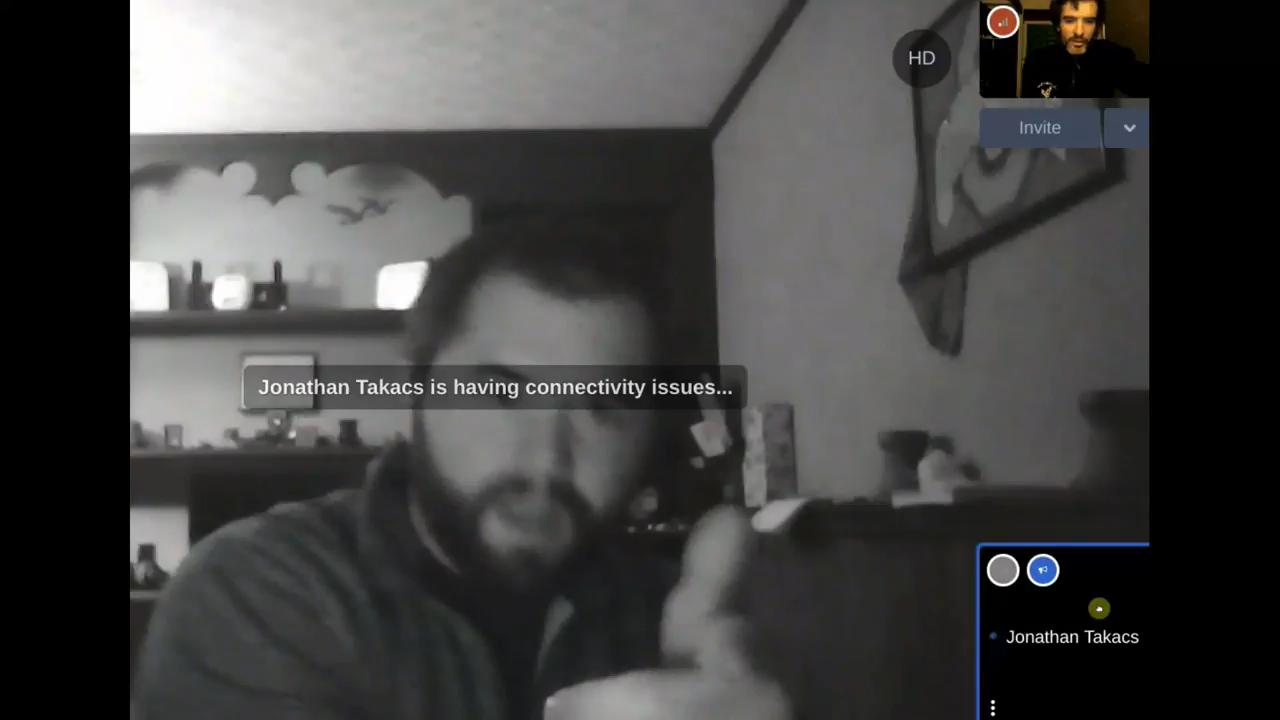 HD
Invite
Jonathan Takacs is having connectivity issues...
Jonathan Takacs